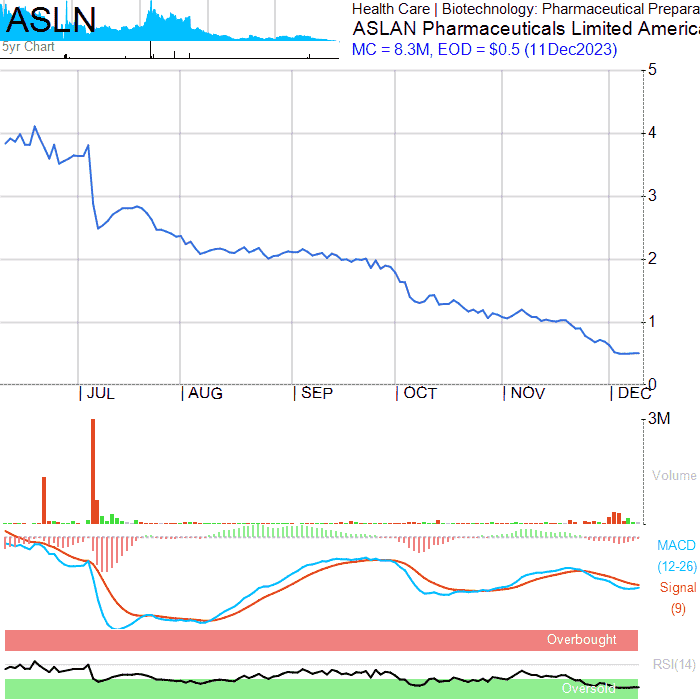 ASLN
5yr Chart
Health Care | Biotechnology: Pharmaceutical Prepara
ASLAN Pharmaceuticals Limited America
MC = 8.3M, EOD = $0.5 (11Dec2023)
5
4
3
2
1
0
JUL AUG SEP OCT NOV DEC
3M
Volume
MACD
(12-26)
Signal
(9)
Overbought
RSI(14)
Oversold